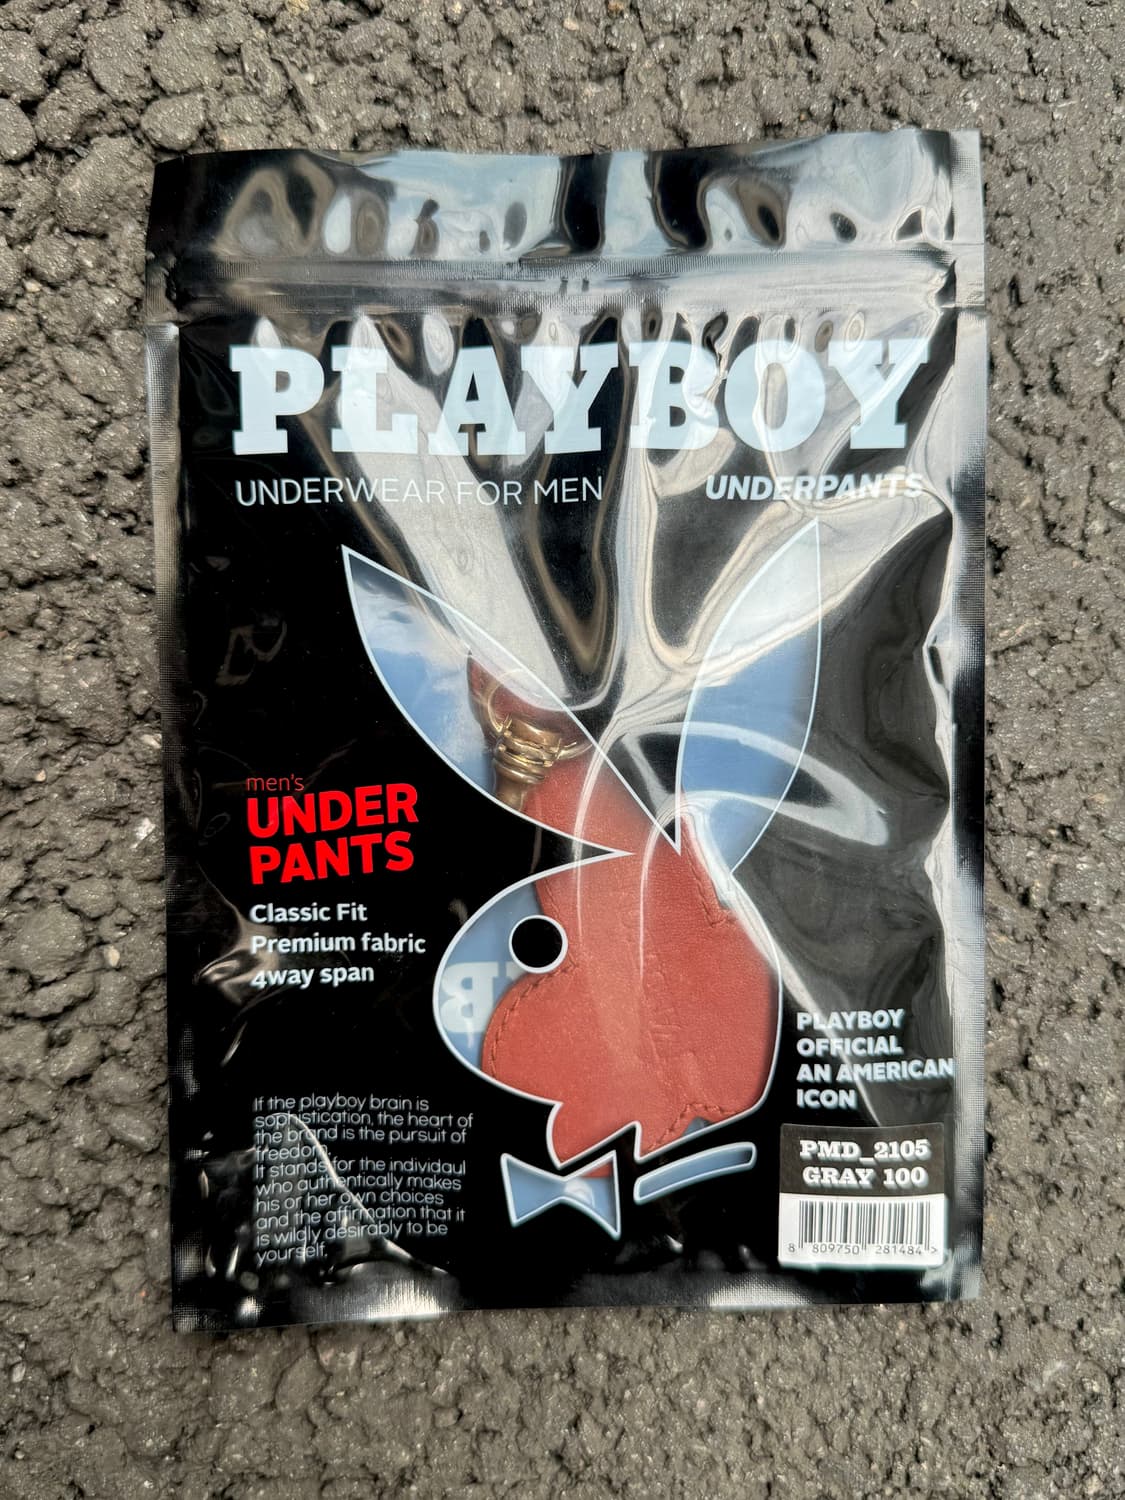 PLAYBOY
UNDERWEAR FOR MEN
UNDERPANTS
men's
UNDER
PANTS
Classic Fit
Premium fabric
4way span
If the playboy brain is
sophistication, the heart of
the brand is the pursuit of
freedom.
It stands for the individaul
who authentically makes
his or her own choices
and the affirmation that it
is wildly desirably to be
yourself.
PLAYBOY
OFFICIAL
AN AMERICAN
ICON
PMD_2105
GRAY 100
8 809750 281484 >